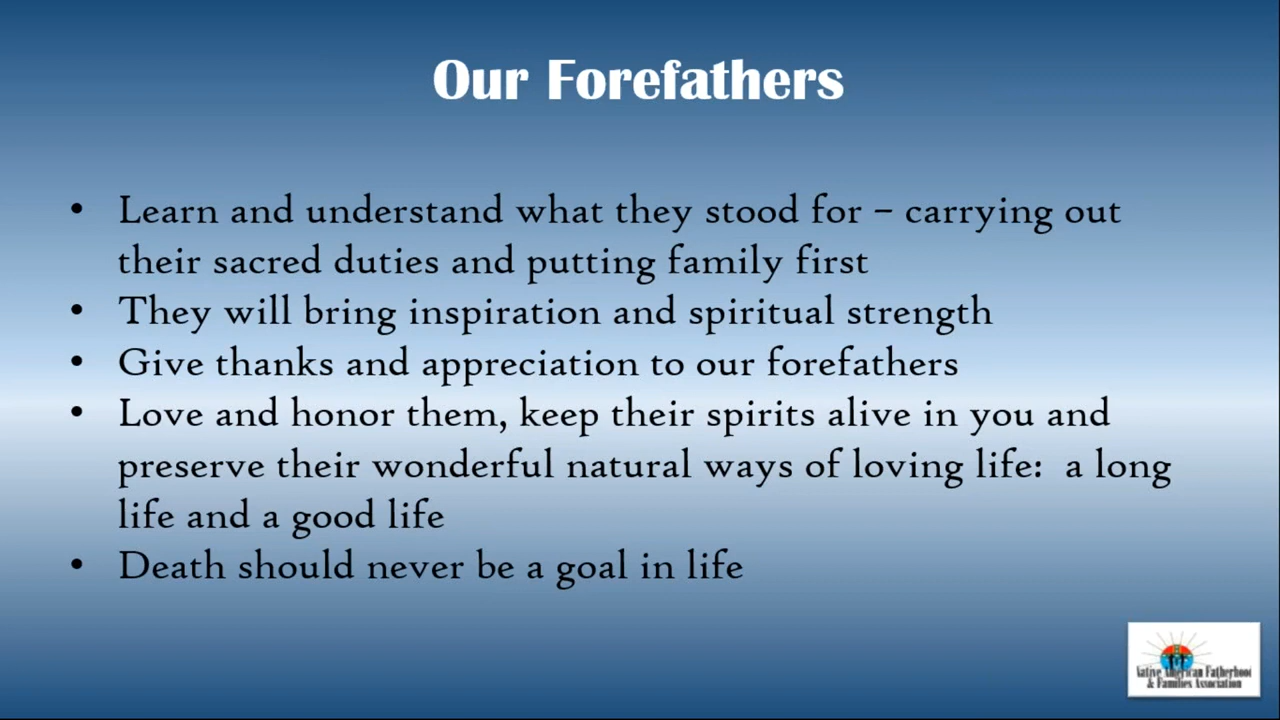 Our Forefathers
• Learn and understand what they stood for – carrying out
their sacred duties and putting family first
• They will bring inspiration and spiritual strength
• Give thanks and appreciation to our forefathers
• Love and honor them, keep their spirits alive in you and
preserve their wonderful natural ways of loving life:  a long
life and a good life
• Death should never be a goal in life
Native American Fatherhood
& Families Association